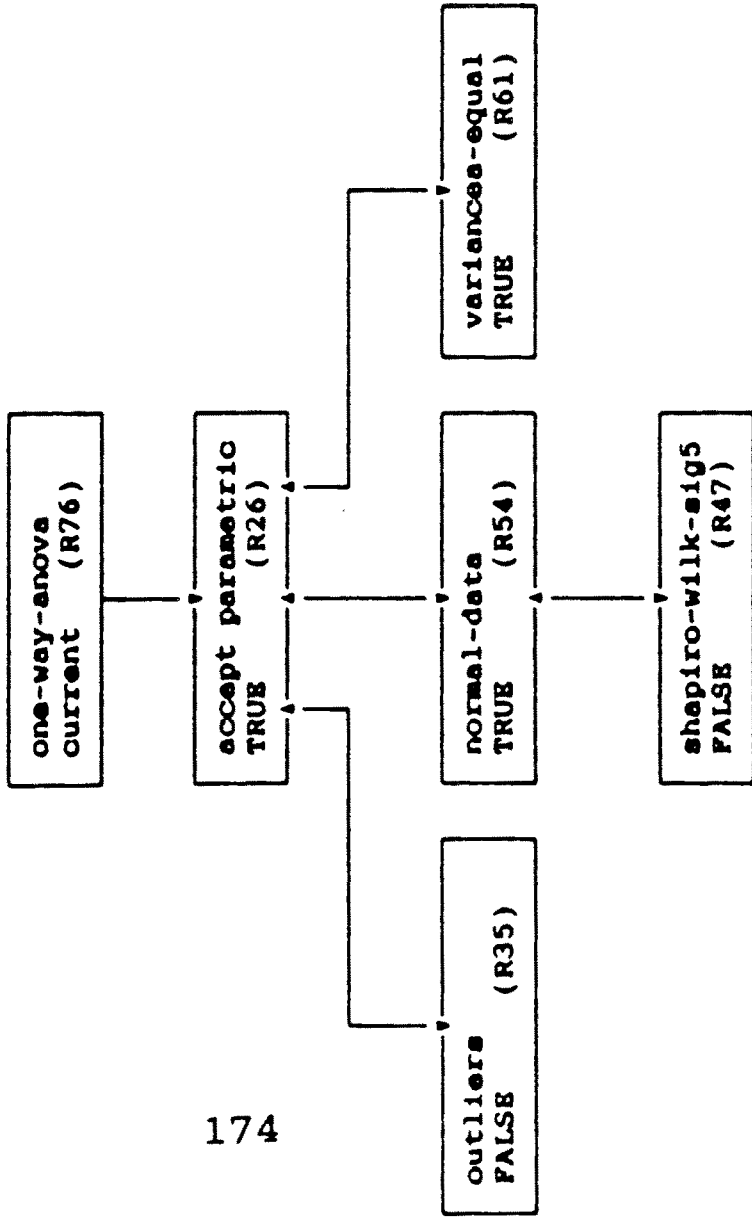 one-way-anova
current (R76)
accept parametric
TRUE (R26)
outliers
FALSE (R35)
normal-data
TRUE (R54)
variances-equal
TRUE (R61)
shapiro-wilk-sig5
FALSE (R47)
174